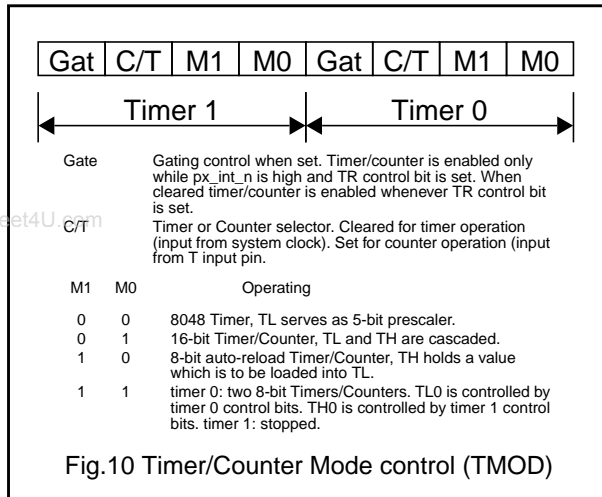 Gat C/T M1 M0 Gat C/T M1 M0
Timer 1 Timer 0
Gate Gating control when set. Timer/counter is enabled only
while px_int_n is high and TR control bit is set. When
cleared timer/counter is enabled whenever TR control bit
is set.
eet4U.com
C/T Timer or Counter selector. Cleared for timer operation
(input from system clock). Set for counter operation (input
from T input pin.
M1 M0 Operating
0 0 8048 Timer, TL serves as 5-bit prescaler.
0 1 16-bit Timer/Counter, TL and TH are cascaded.
1 0 8-bit auto-reload Timer/Counter, TH holds a value
which is to be loaded into TL.
1 1 timer 0: two 8-bit Timers/Counters. TL0 is controlled by
timer 0 control bits. TH0 is controlled by timer 1 control
bits. timer 1: stopped.
Fig.10 Timer/Counter Mode control (TMOD)